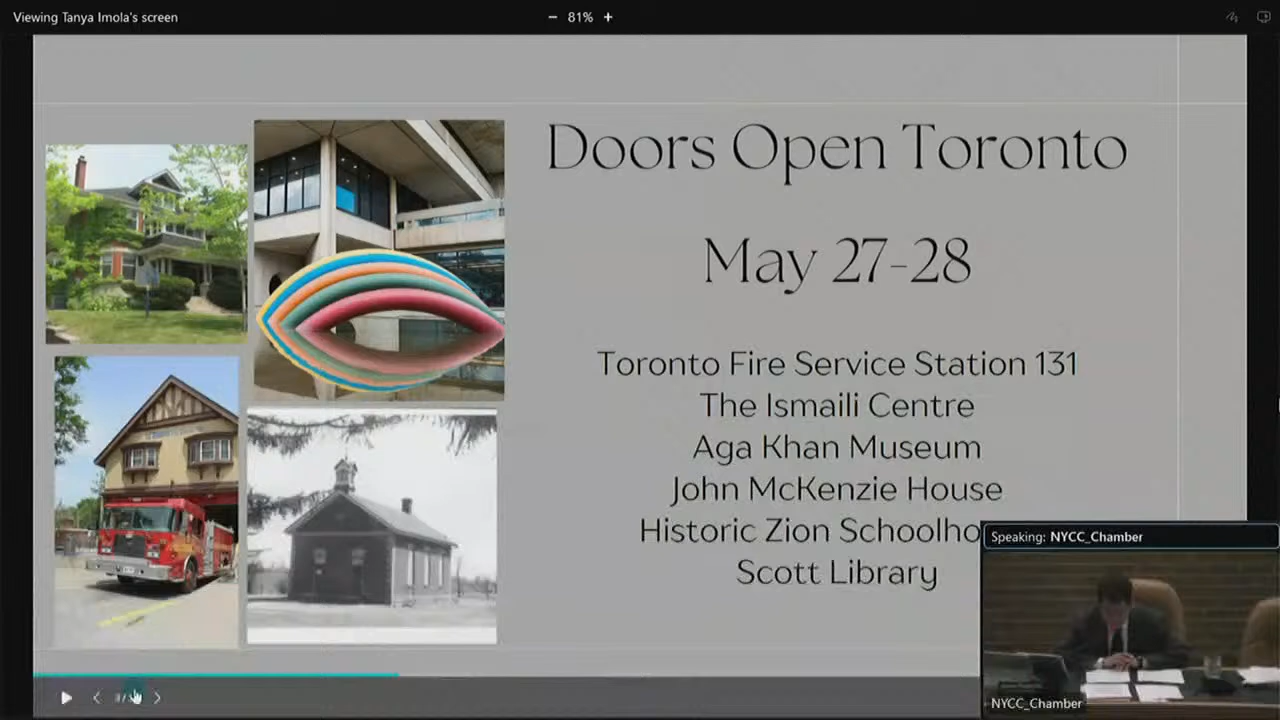 Viewing Tanya Imola's screen
81%
Doors Open Toronto
May 27-28
Toronto Fire Service Station 131
The Ismaili Centre
Aga Khan Museum
John McKenzie House
Historic Zion Schoolho
Scott Library
Speaking: NYCC_Chamber
NYCC_Chamber